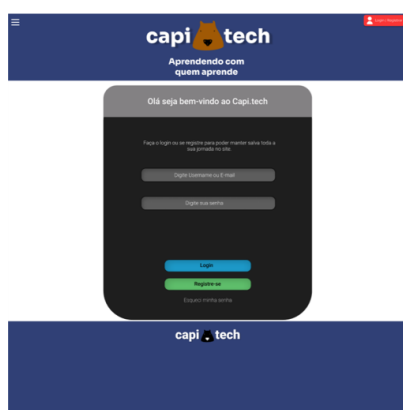 capi tech
Aprendendo com
quem aprende
Olá seja bem-vindo ao Capi.tech
Faça o login ou se registre para poder manter salva toda a
sua jornada no site.
Digite Username ou E-mail
Digite sua senha
Login
Registre-se
Esqueci minha senha
capi tech